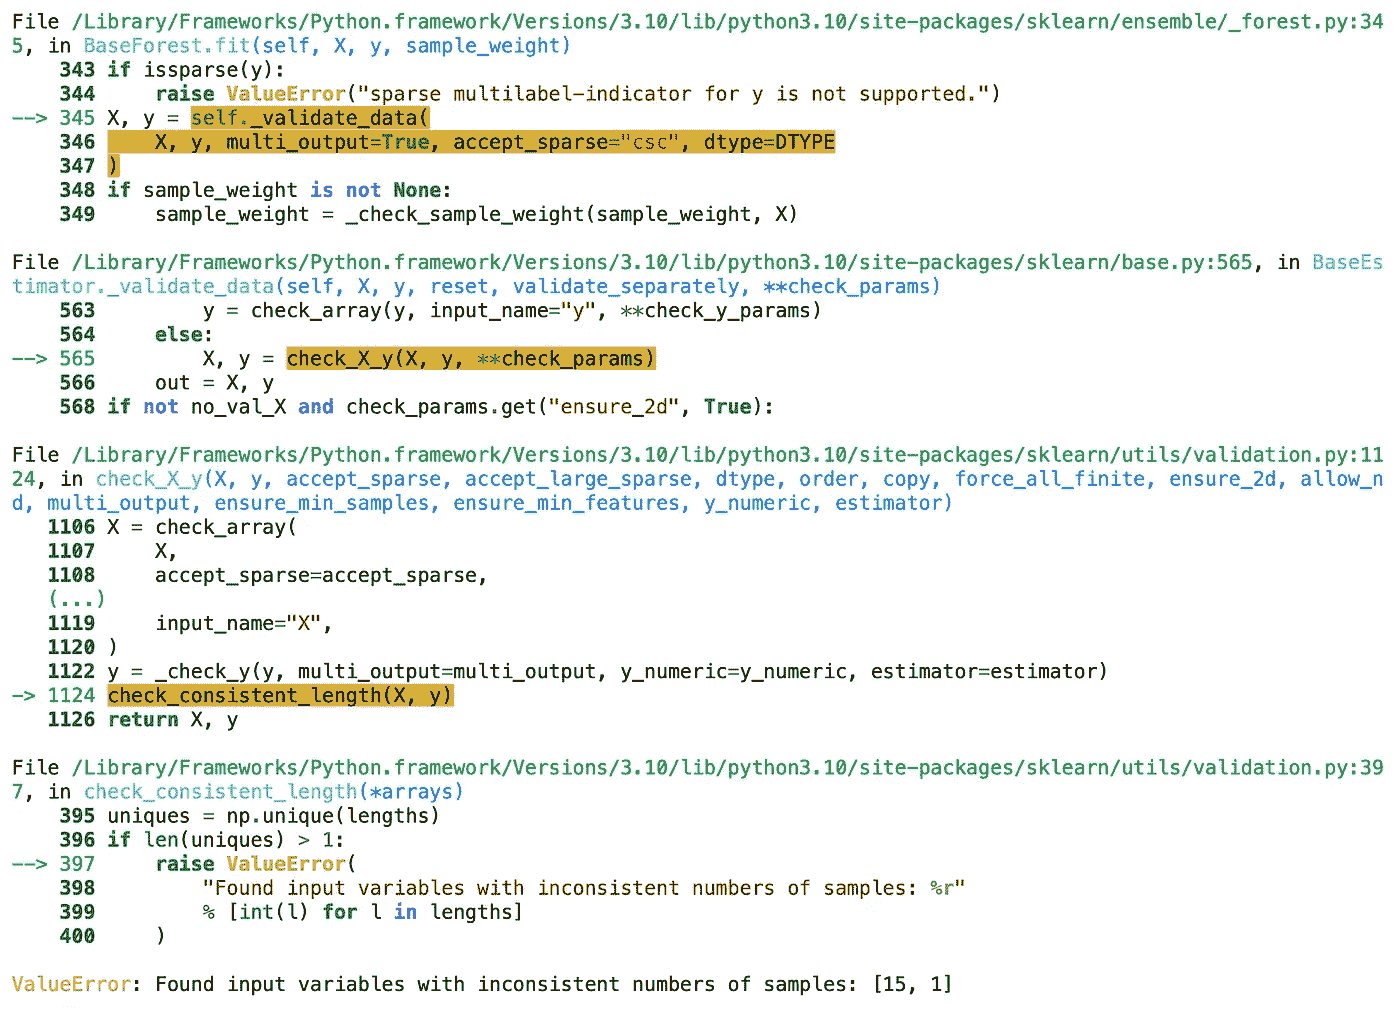 File /Library/Frameworks/Python.framework/Versions/3.10/lib/python3.10/site-packages/sklearn/ensemble/_forest.py:34
5, in BaseForest.fit(self, X, y, sample_weight)
    343 if issparse(y):
    344     raise ValueError("sparse multilabel-indicator for y is not supported.")
--> 345 X, y = self._validate_data(
    346     X, y, multi_output=True, accept_sparse="csc", dtype=DTYPE
    347 )
    348 if sample_weight is not None:
    349     sample_weight = _check_sample_weight(sample_weight, X)
File /Library/Frameworks/Python.framework/Versions/3.10/lib/python3.10/site-packages/sklearn/base.py:565, in BaseEs
timator._validate_data(self, X, y, reset, validate_separately, **check_params)
    563         y = check_array(y, input_name="y", **check_y_params)
    564     else:
--> 565         X, y = check_X_y(X, y, **check_params)
    566     out = X, y
    568 if not no_val_X and check_params.get("ensure_2d", True):
File /Library/Frameworks/Python.framework/Versions/3.10/lib/python3.10/site-packages/sklearn/utils/validation.py:11
24, in check_X_y(X, y, accept_sparse, accept_large_sparse, dtype, order, copy, force_all_finite, ensure_2d, allow_n
d, multi_output, ensure_min_samples, ensure_min_features, y_numeric, estimator)
   1106 X = check_array(
   1107     X,
   1108     accept_sparse=accept_sparse,
   (...)
   1119     input_name="X",
   1120 )
   1122 y = _check_y(y, multi_output=multi_output, y_numeric=y_numeric, estimator=estimator)
-> 1124 check_consistent_length(X, y)
   1126 return X, y
File /Library/Frameworks/Python.framework/Versions/3.10/lib/python3.10/site-packages/sklearn/utils/validation.py:39
7, in check_consistent_length(*arrays)
    395 uniques = np.unique(lengths)
    396 if len(uniques) > 1:
--> 397     raise ValueError(
    398         "Found input variables with inconsistent numbers of samples: %r"
    399         % [int(l) for l in lengths]
    400     )
ValueError: Found input variables with inconsistent numbers of samples: [15, 1]